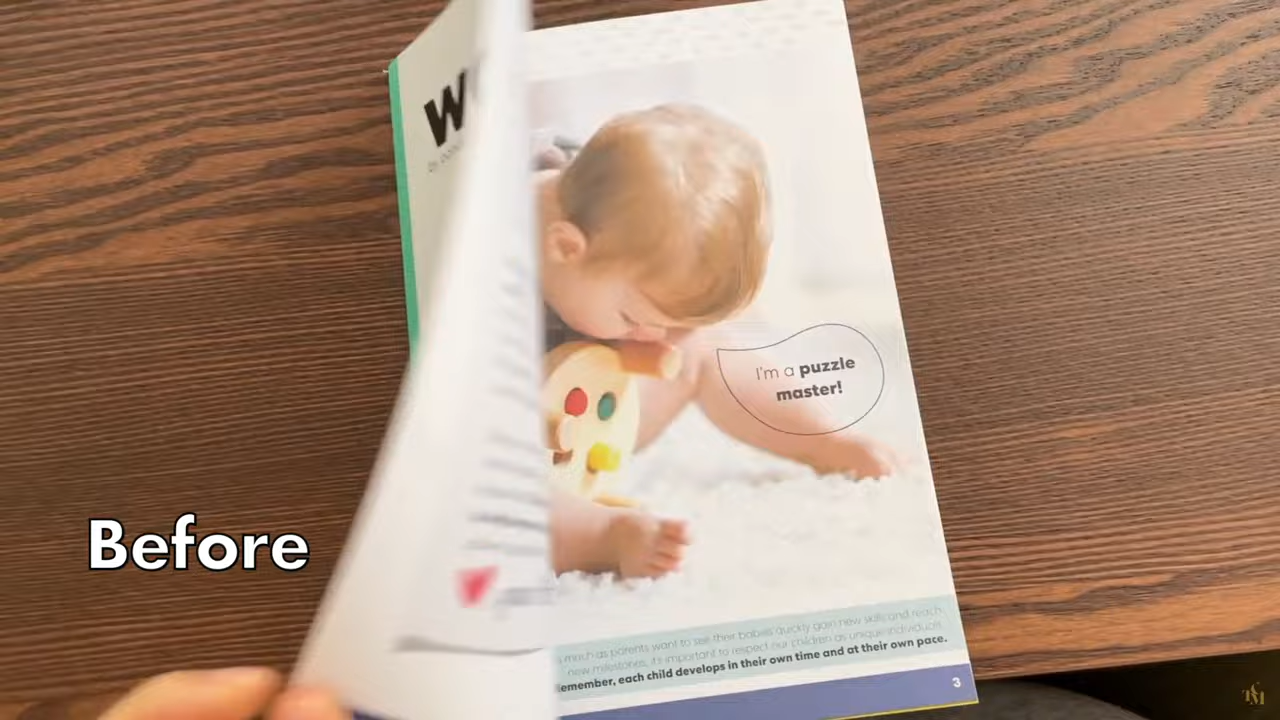 W
by
I'm a puzzle
master!
much as parents want to see their babies quickly gain new skills and reach
new milestones, it's important to respect our children as unique individuals.
emember, each child develops in their own time and at their own pace.
3
Before